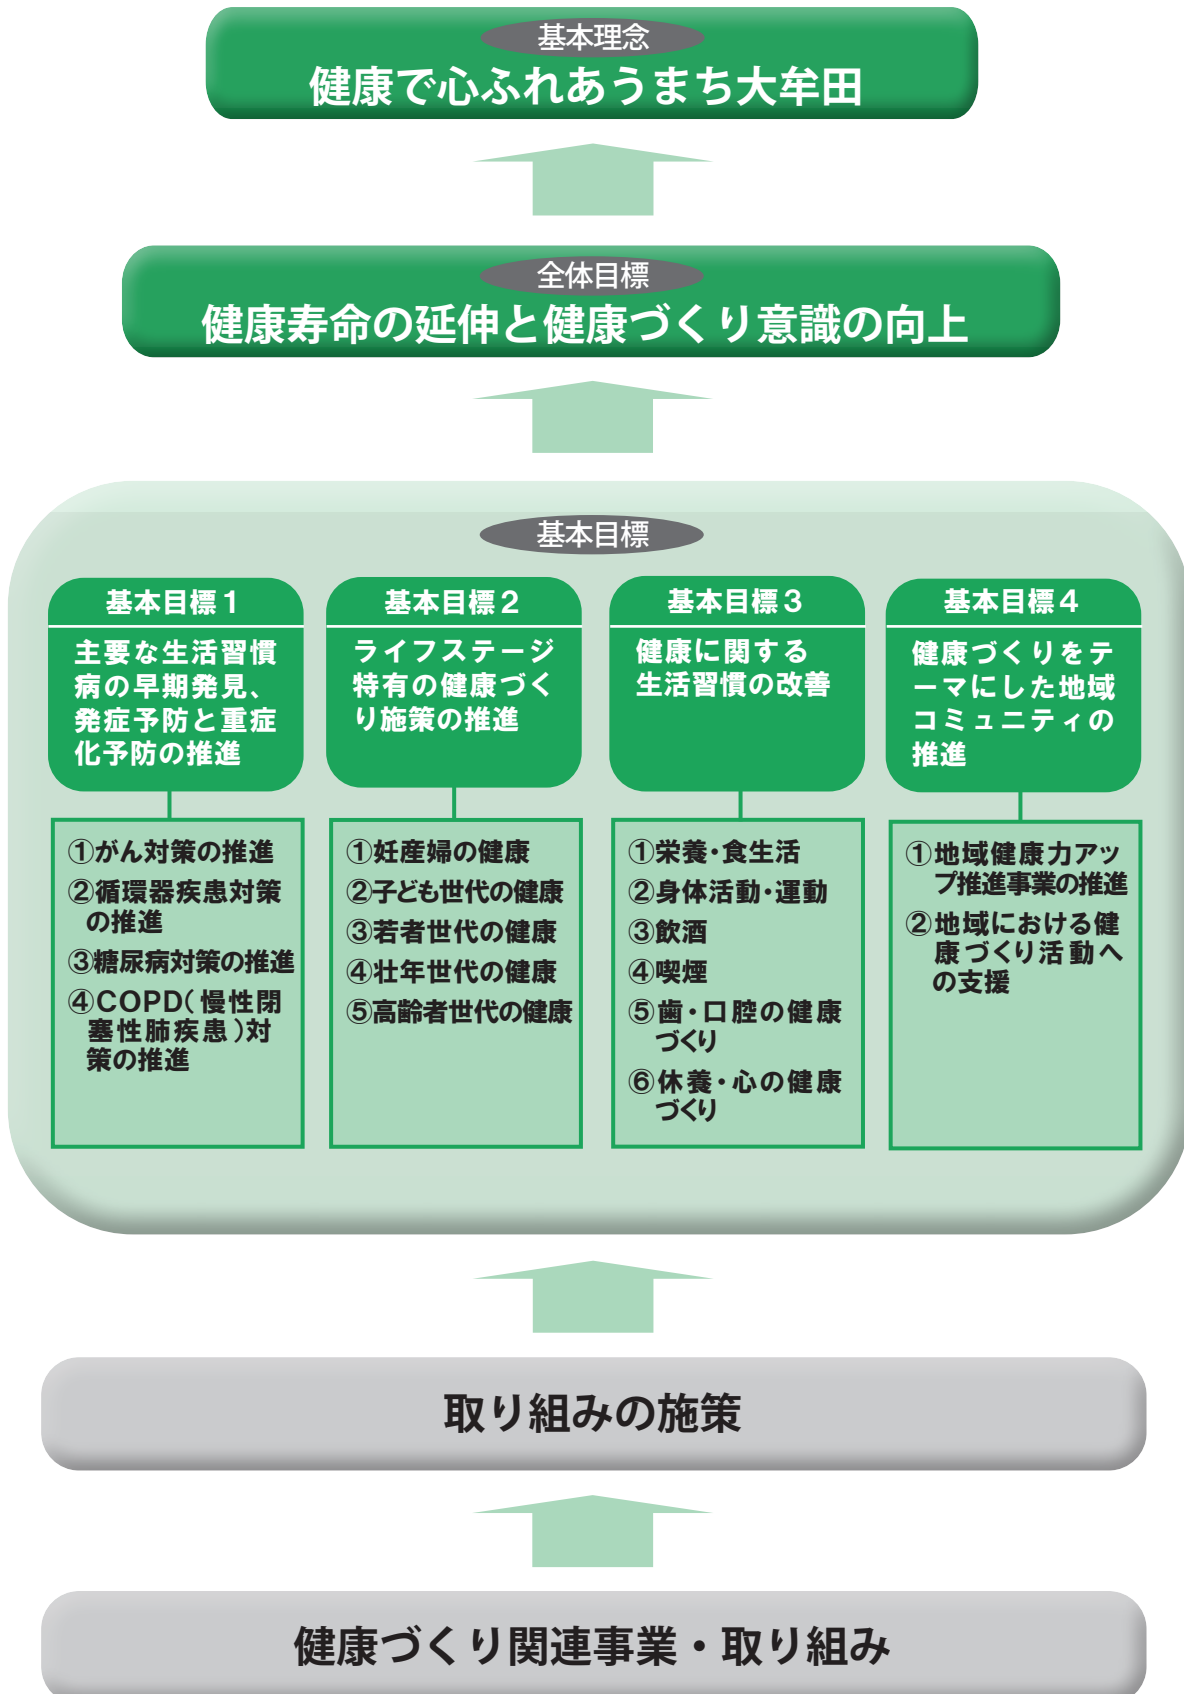 基本理念
健康で心ふれあうまち大牟田
全体目標
健康寿命の延伸と健康づくり意識の向上
基本目標
基本目標1
主要な生活習慣
病の早期発見、
発症予防と重症
化予防の推進
①がん対策の推進
②循環器疾患対策
の推進
③糖尿病対策の推進
④COPD(慢性閉
塞性肺疾患)対
策の推進
基本目標2
ライフステージ
特有の健康づく
り施策の推進
①妊産婦の健康
②子ども世代の健康
③若者世代の健康
④壮年世代の健康
⑤高齢者世代の健康
基本目標3
健康に関する
生活習慣の改善
①栄養・食生活
②身体活動・運動
③飲酒
④喫煙
⑤歯・口腔の健康
づくり
⑥休養・心の健康
づくり
基本目標4
健康づくりをテ
ーマにした地域
コミュニティの
推進
①地域健康力アッ
プ推進事業の推進
②地域における健
康づくり活動へ
の支援
取り組みの施策
健康づくり関連事業・取り組み